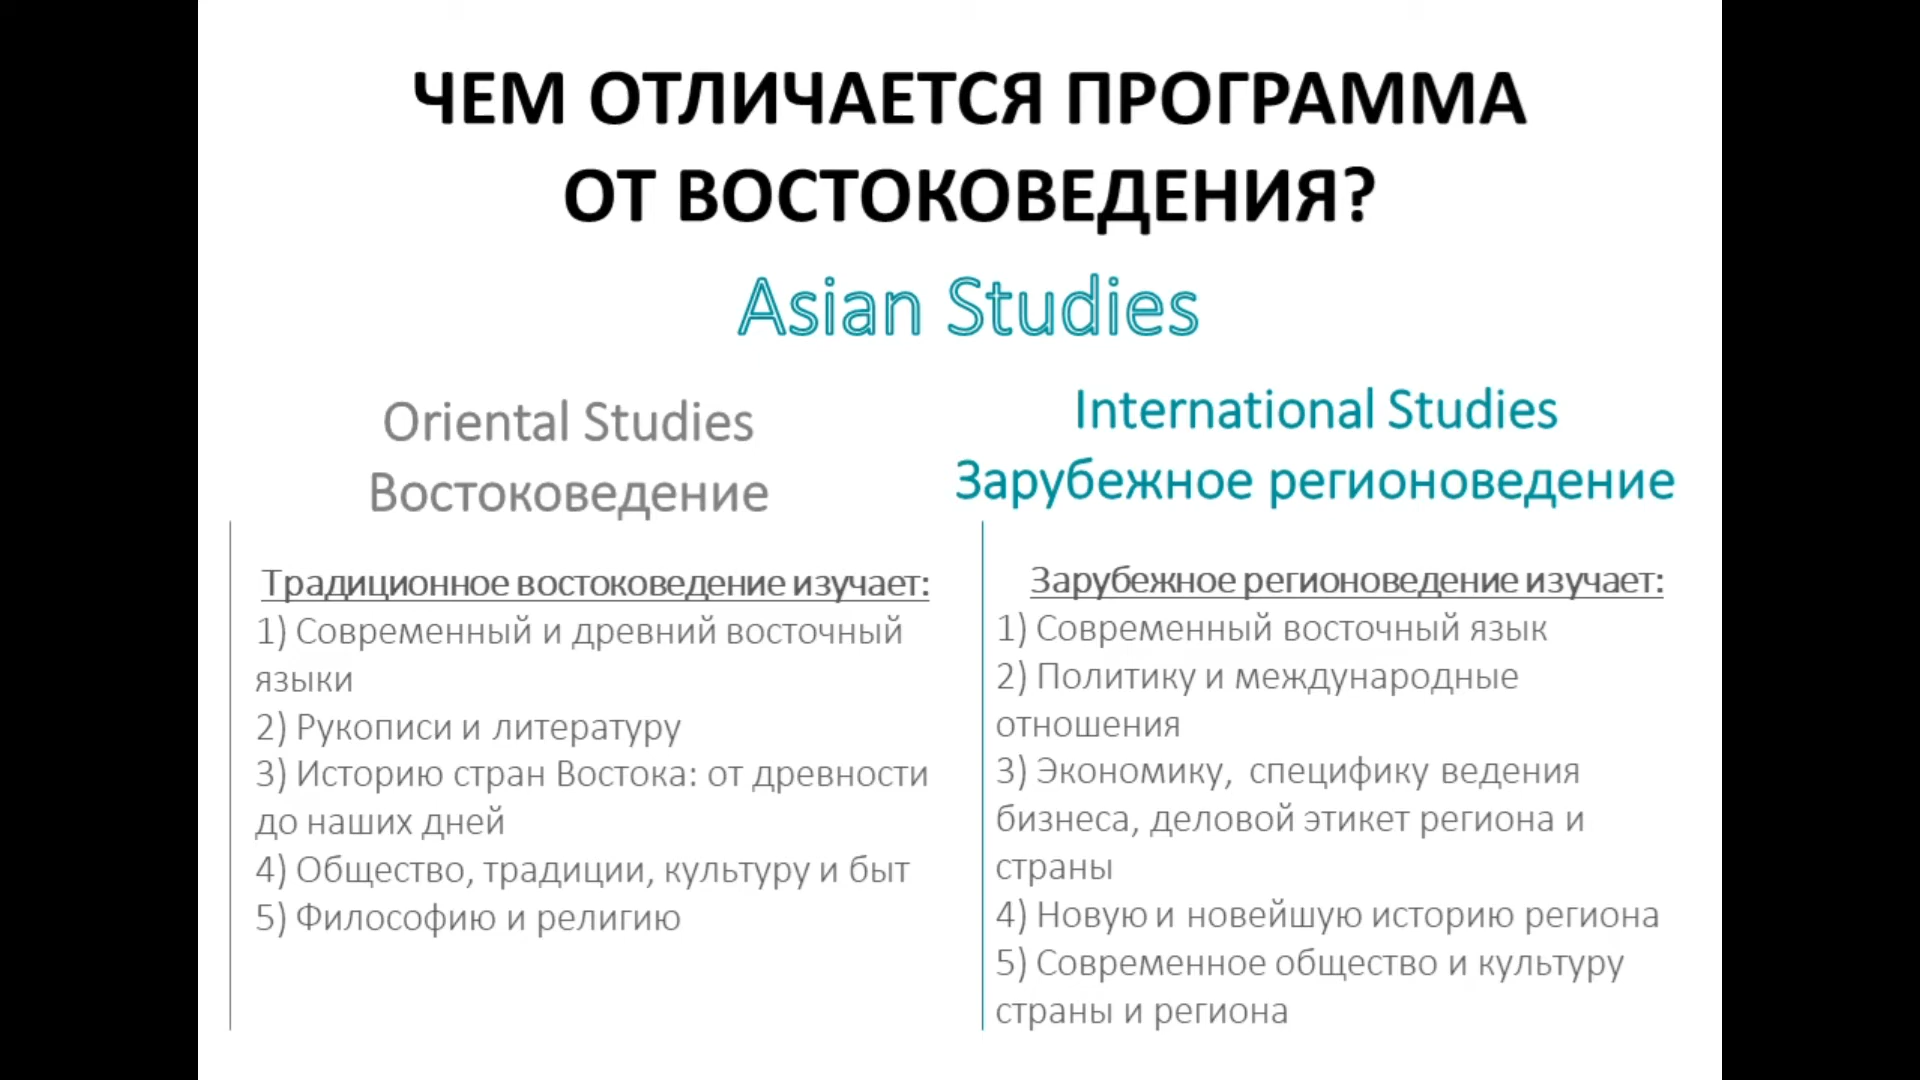 ЧЕМ ОТЛИЧАЕТСЯ ПРОГРАММА
ОТ ВОСТОКОВЕДЕНИЯ?
Asian Studies
Oriental Studies
Востоковедение
Традиционное востоковедение изучает:
1) Современный и древний восточный
языки
2) Рукописи и литературу
3) Историю стран Востока: от древности
до наших дней
4) Общество, традиции, культуру и быт
5) Философию и религию
International Studies
Зарубежное регионоведение
Зарубежное регионоведение изучает:
1) Современный восточный язык
2) Политику и международные
отношения
3) Экономику, специфику ведения
бизнеса, деловой этикет региона и
страны
4) Новую и новейшую историю региона
5) Современное общество и культуру
страны и региона